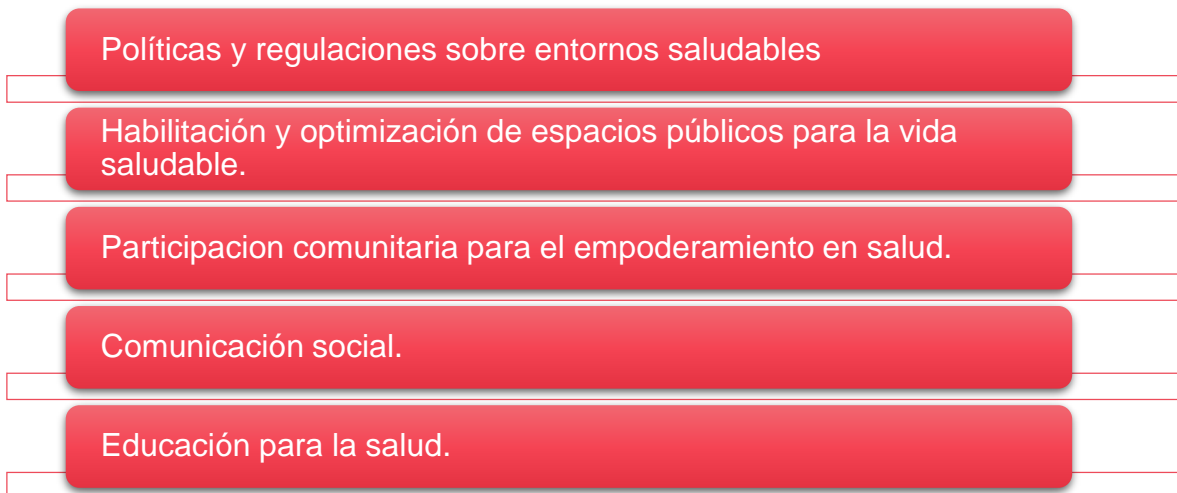 Políticas y regulaciones sobre entornos saludables
Habilitación y optimización de espacios públicos para la vida
saludable.
Participacion comunitaria para el empoderamiento en salud.
Comunicación social.
Educación para la salud.